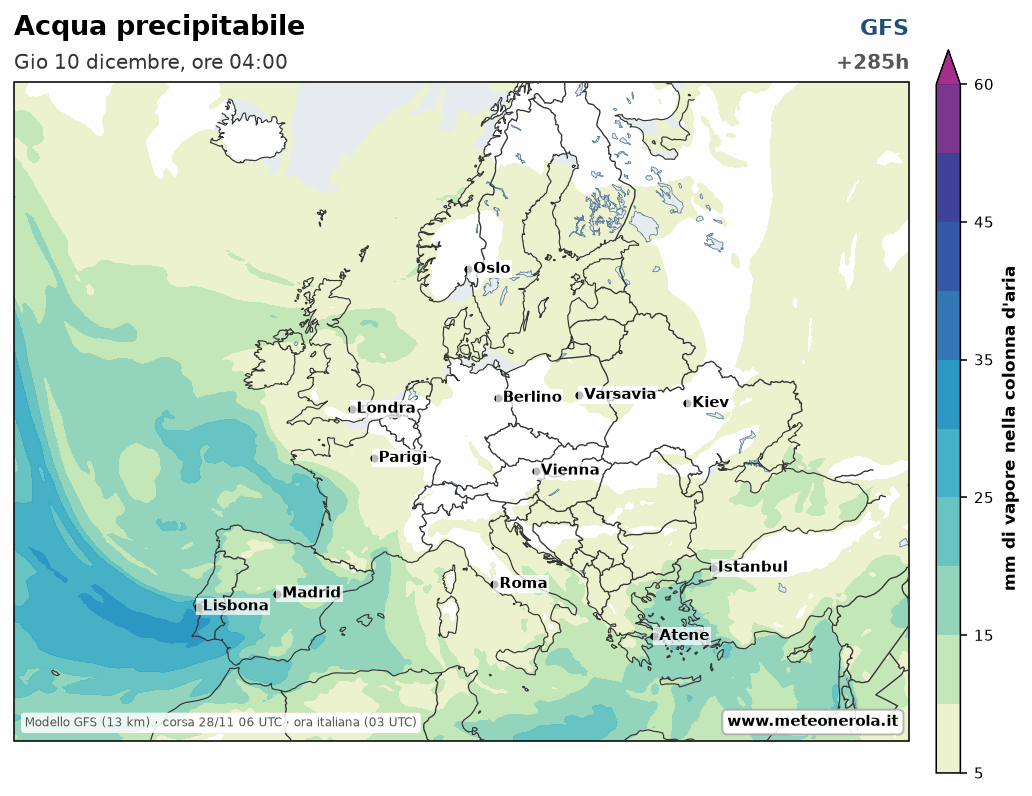 Acqua precipitabile
GFS
Gio 10 dicembre, ore 04:00
+285h
60
45
35
25
15
5
mm di vapore nella colonna d'aria
Oslo
Londra
Berlino
Varsavia
Kiev
Parigi
Vienna
Istanbul
Roma
Madrid
Lisbona
Atene
Modello GFS (13 km) · corsa 28/11 06 UTC · ora italiana (03 UTC)
www.meteonerola.it